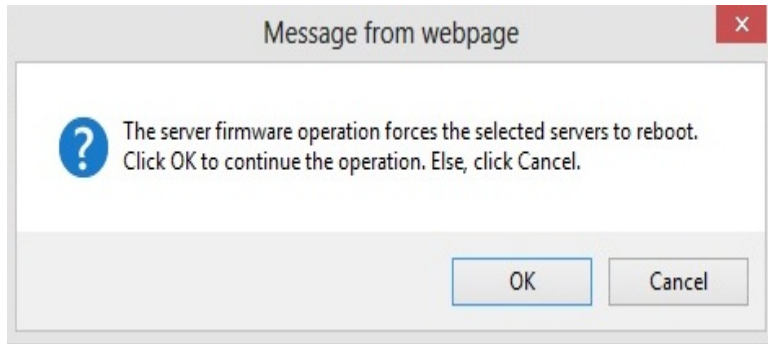 Message from webpage
x
?
The server firmware operation forces the selected servers to reboot.
Click OK to continue the operation. Else, click Cancel.
OK Cancel